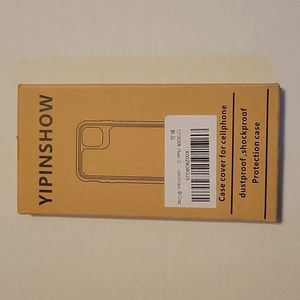 YIPINSHOW
Case cover for cellphone
dustproof, shockproof
Protection case